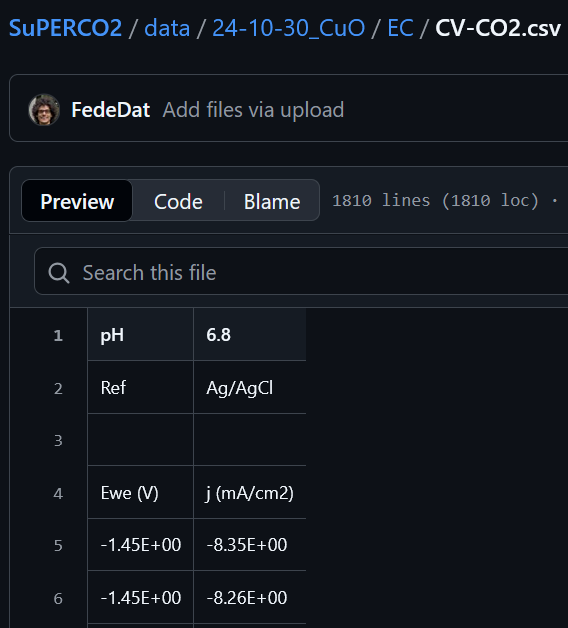 SuPERCO2 / data / 24-10-30_CuO / EC / CV-CO2.csv
FedeDat Add files via upload
Preview Code Blame 1810 lines (1810 loc) ·
Search this file
1 pH 6.8
2 Ref Ag/AgCl
3
4 Ewe (V) j (mA/cm2)
5 -1.45E+00 -8.35E+00
6 -1.45E+00 -8.26E+00